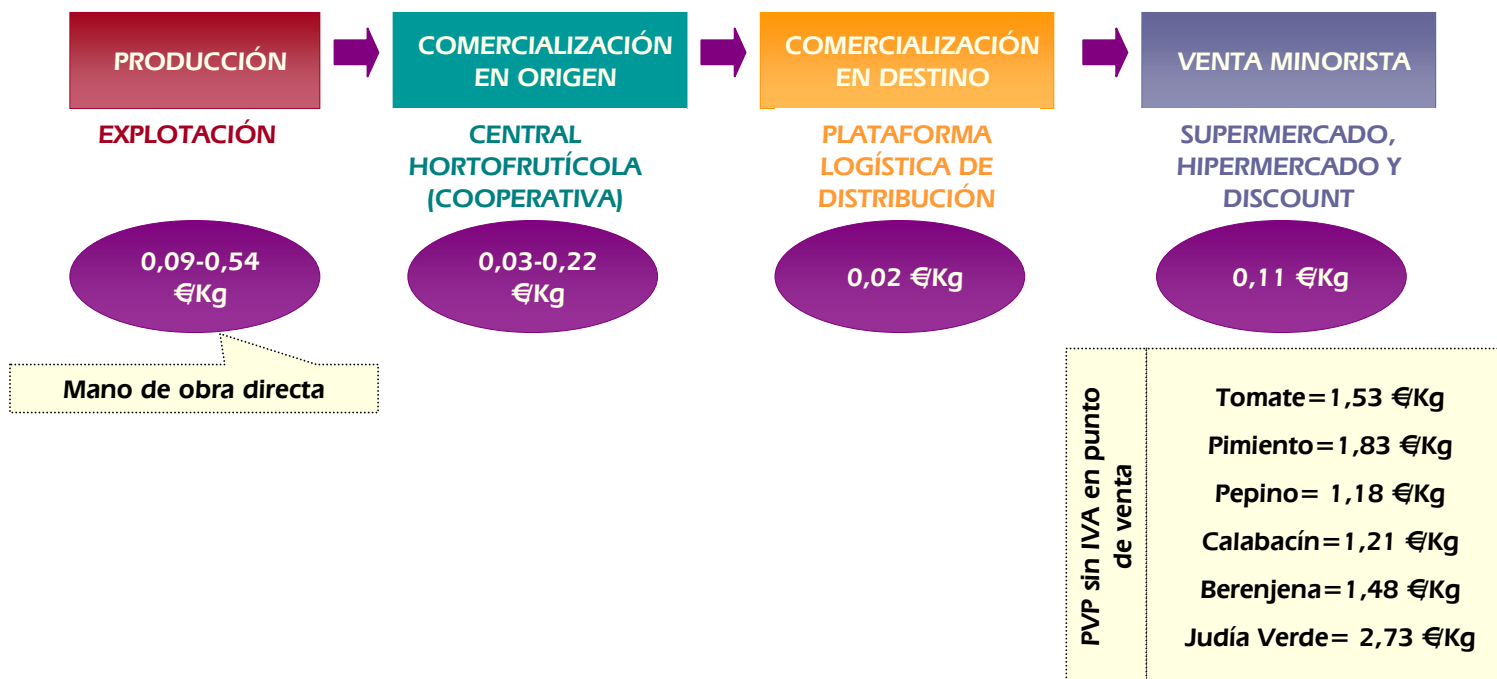 PRODUCCIÓN
COMERCIALIZACIÓN
EN ORIGEN
COMERCIALIZACIÓN
EN DESTINO
VENTA MINORISTA
EXPLOTACIÓN
CENTRAL
HORTOFRUTÍCOLA
(COOPERATIVA)
PLATAFORMA
LOGÍSTICA DE
DISTRIBUCIÓN
SUPERMERCADO,
HIPERMERCADO Y
DISCOUNT
0,09-0,54
€/Kg
0,03-0,22
€/Kg
0,02 €/Kg
0,11 €/Kg
Mano de obra directa
PVP sin IVA en punto
de venta
Tomate=1,53 €/Kg
Pimiento=1,83 €/Kg
Pepino= 1,18 €/Kg
Calabacín=1,21 €/Kg
Berenjena=1,48 €/Kg
Judía Verde= 2,73 €/Kg